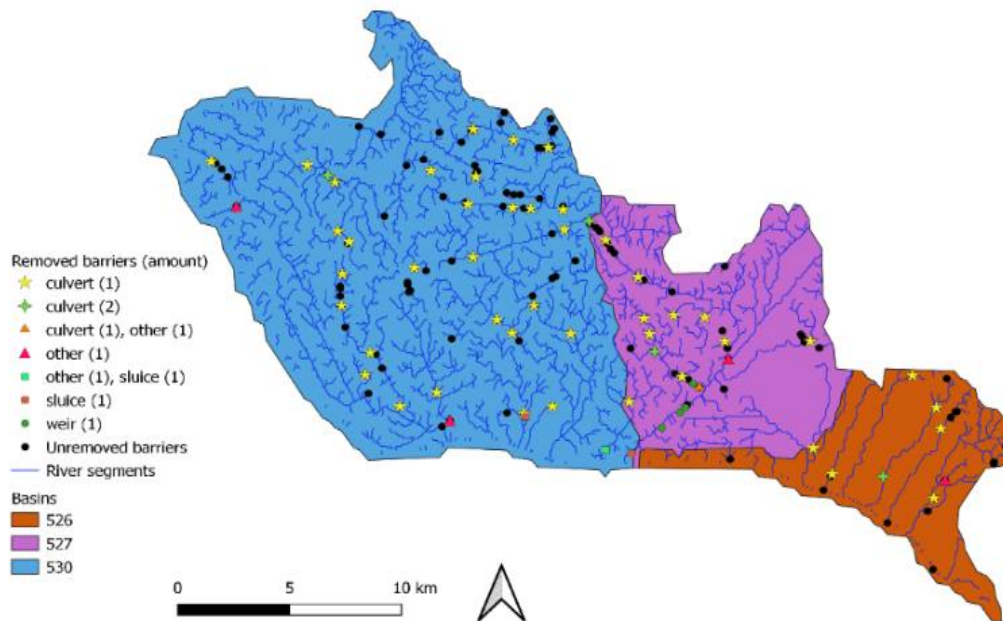 Removed barriers (amount)
culvert (1)
culvert (2)
culvert (1), other (1)
other (1)
other (1), sluice (1)
sluice (1)
weir (1)
Unremoved barriers
River segments
Basins
526
527
530
0 5 10 km